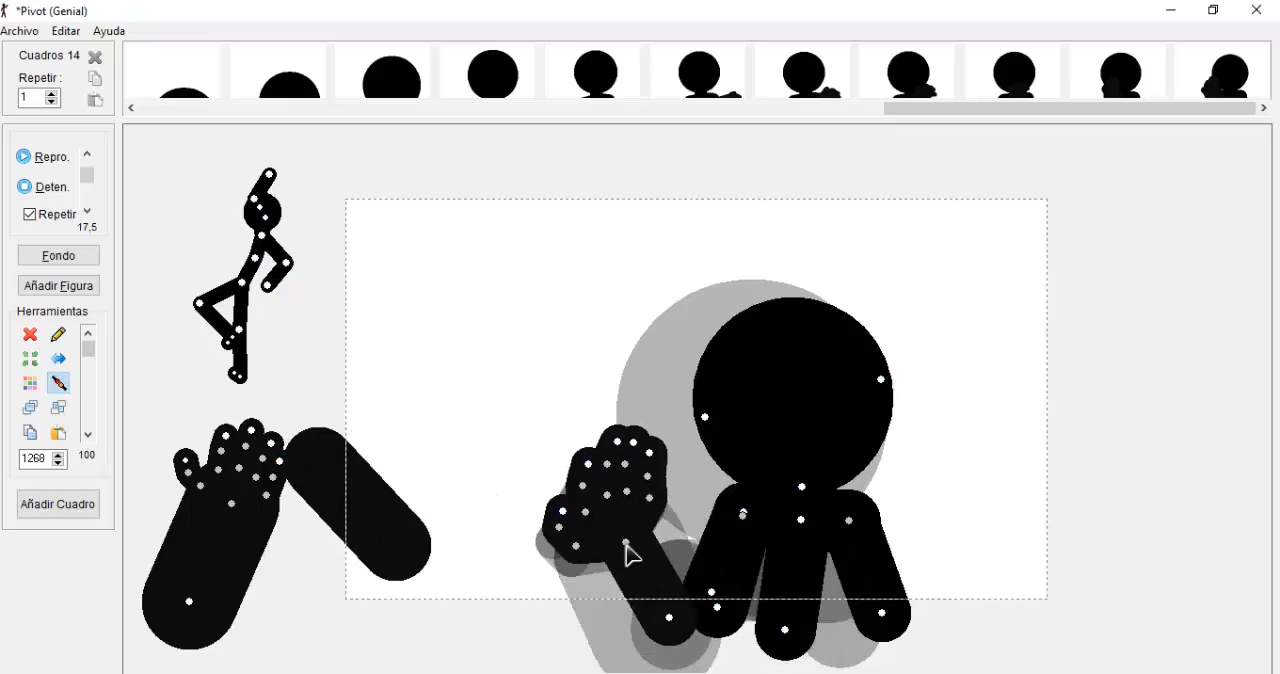 *Pivot (Genial)
Archivo Editar Ayuda
Cuadros 14
Repetir :
1
Repro.
Deten.
Repetir
17,5
Fondo
Añadir Figura
Herramientas
1268
100
Añadir Cuadro